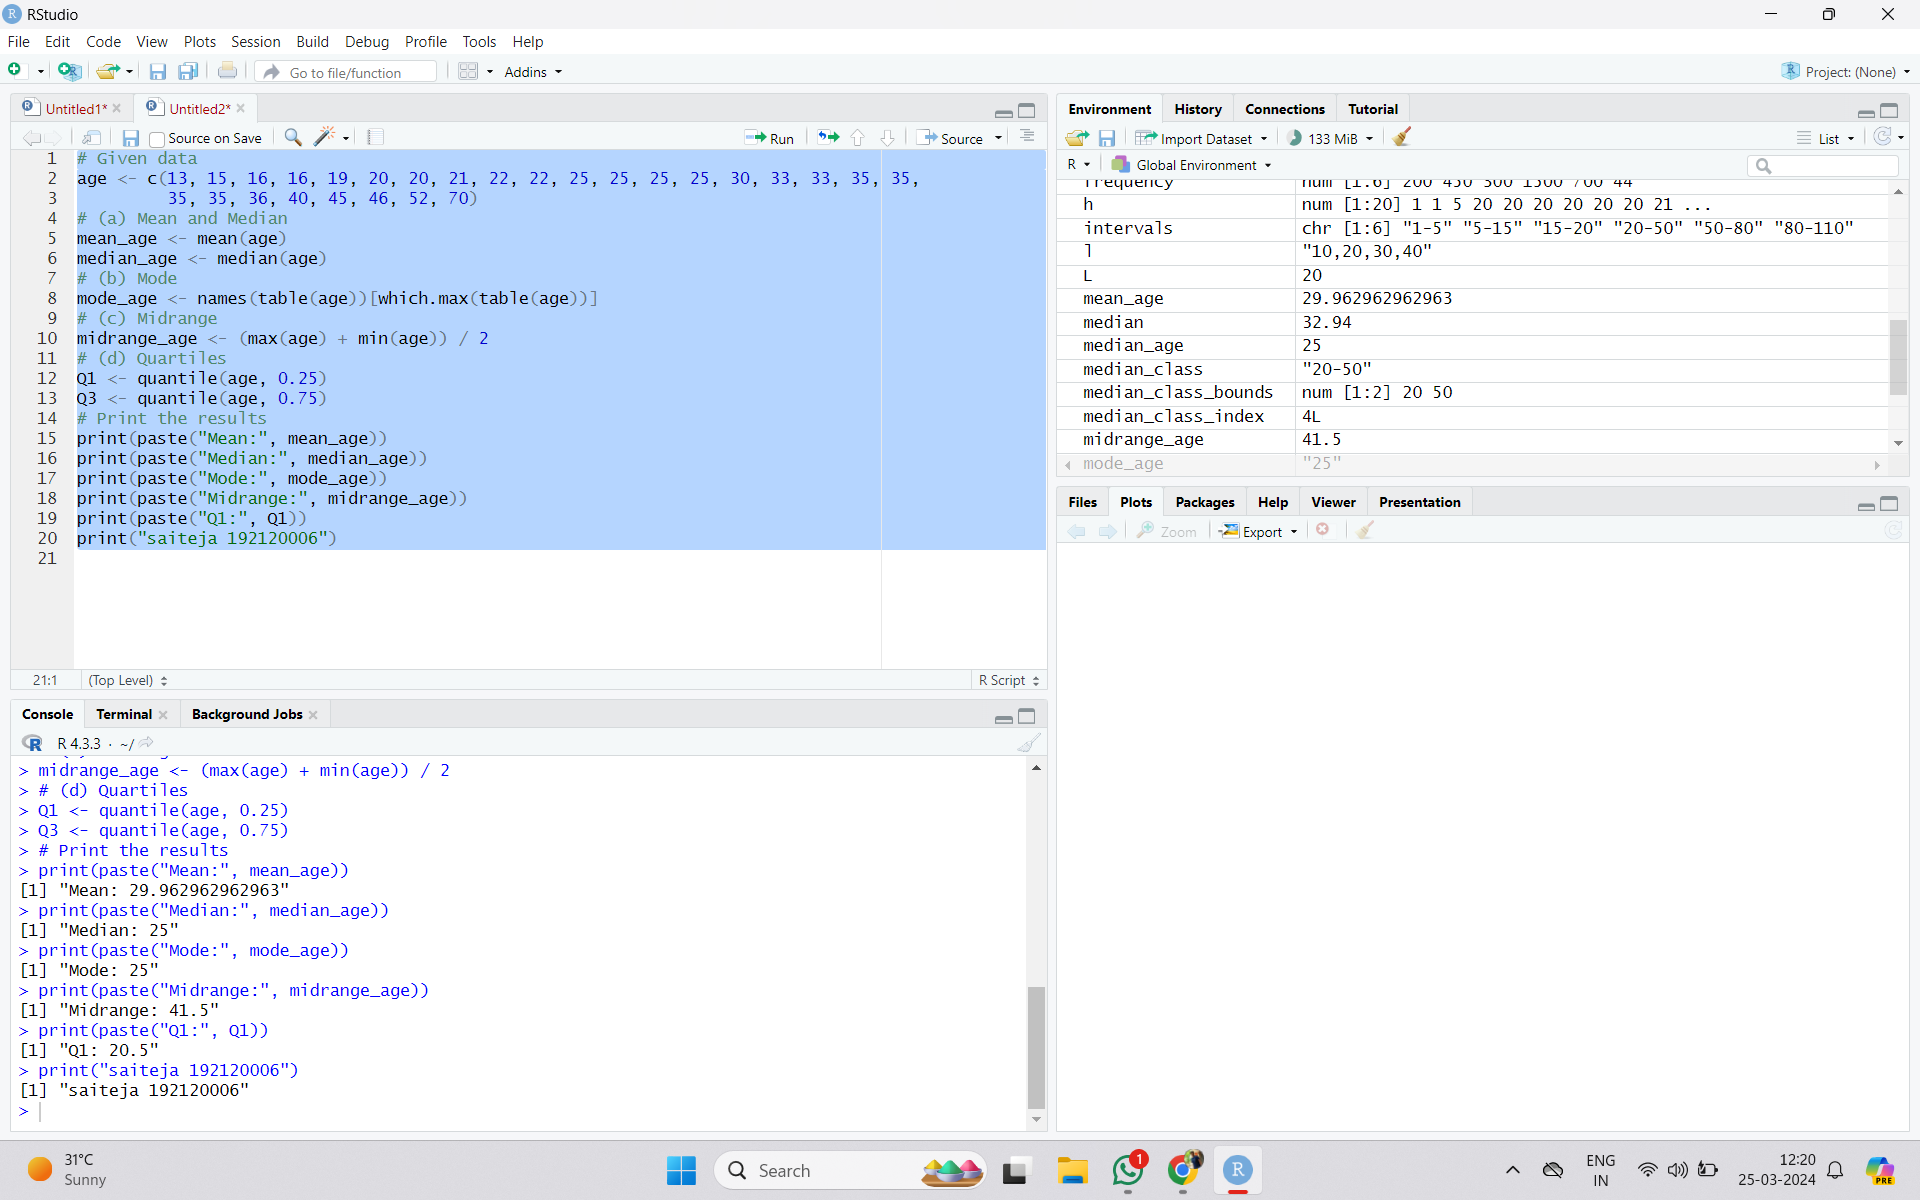 RStudio
File Edit Code View Plots Session Build Debug Profile Tools Help
Go to file/function Addins Project: (None)
Untitled1* Untitled2*
Source on Save Run Source
1 # Given data
2 age <- c(13, 15, 16, 16, 19, 20, 20, 21, 22, 22, 25, 25, 25, 25, 30, 33, 33, 35, 35,
3 35, 35, 36, 40, 45, 46, 52, 70)
4 # (a) Mean and Median
5 mean_age <- mean(age)
6 median_age <- median(age)
7 # (b) Mode
8 mode_age <- names(table(age))[which.max(table(age))]
9 # (c) Midrange
10 midrange_age <- (max(age) + min(age)) / 2
11 # (d) Quartiles
12 Q1 <- quantile(age, 0.25)
13 Q3 <- quantile(age, 0.75)
14 # Print the results
15 print(paste("Mean:", mean_age))
16 print(paste("Median:", median_age))
17 print(paste("Mode:", mode_age))
18 print(paste("Midrange:", midrange_age))
19 print(paste("Q1:", Q1))
20 print("saiteja 192120006")
21
21:1 (Top Level) R Script
Console Terminal Background Jobs
R 4.3.3 · ~/
> midrange_age <- (max(age) + min(age)) / 2
> # (d) Quartiles
> Q1 <- quantile(age, 0.25)
> Q3 <- quantile(age, 0.75)
> # Print the results
> print(paste("Mean:", mean_age))
[1] "Mean: 29.962962962963"
> print(paste("Median:", median_age))
[1] "Median: 25"
> print(paste("Mode:", mode_age))
[1] "Mode: 25"
> print(paste("Midrange:", midrange_age))
[1] "Midrange: 41.5"
> print(paste("Q1:", Q1))
[1] "Q1: 20.5"
> print("saiteja 192120006")
[1] "saiteja 192120006"
>
Environment History Connections Tutorial
Import Dataset 133 MiB List
R Global Environment
frequency num [1:6] 200 450 300 1500 700 44
h num [1:20] 1 1 5 20 20 20 20 20 20 21 ...
intervals chr [1:6] "1-5" "5-15" "15-20" "20-50" "50-80" "80-110"
l "10,20,30,40"
L 20
mean_age 29.962962962963
median 32.94
median_age 25
median_class "20-50"
median_class_bounds num [1:2] 20 50
median_class_index 4L
midrange_age 41.5
mode_age "25"
Files Plots Packages Help Viewer Presentation
Zoom Export
31°C
Sunny
Search
1
ENG
IN
12:20
25-03-2024
PRE